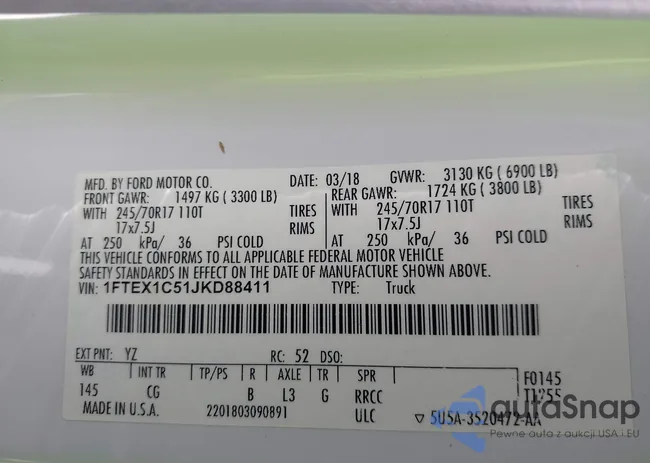 MFD. BY FORD MOTOR CO. DATE: 03/18 GVWR: 3130 KG ( 6900 LB)
FRONT GAWR: 1497 KG ( 3300 LB) REAR GAWR: 1724 KG ( 3800 LB)
WITH 245/70R17 110T TIRES WITH 245/70R17 110T TIRES
17x7.5J RIMS 17x7.5J RIMS
AT 250 kPa/ 36 PSI COLD AT 250 kPa/ 36 PSI COLD
THIS VEHICLE CONFORMS TO ALL APPLICABLE FEDERAL MOTOR VEHICLE
SAFETY STANDARDS IN EFFECT ON THE DATE OF MANUFACTURE SHOWN ABOVE.
VIN: 1FTEX1C51JKD88411 TYPE: Truck
EXT PNT: YZ RC: 52 DSO:
WB INT TR TP/PS R AXLE TR SPR F0145
145 CG B L3 G RRCC
MADE IN U.S.A. 2201803090891 ULC ▽ 5U5A-3520472-AA
autaSnap
Pewne auta z aukcji USA i EU